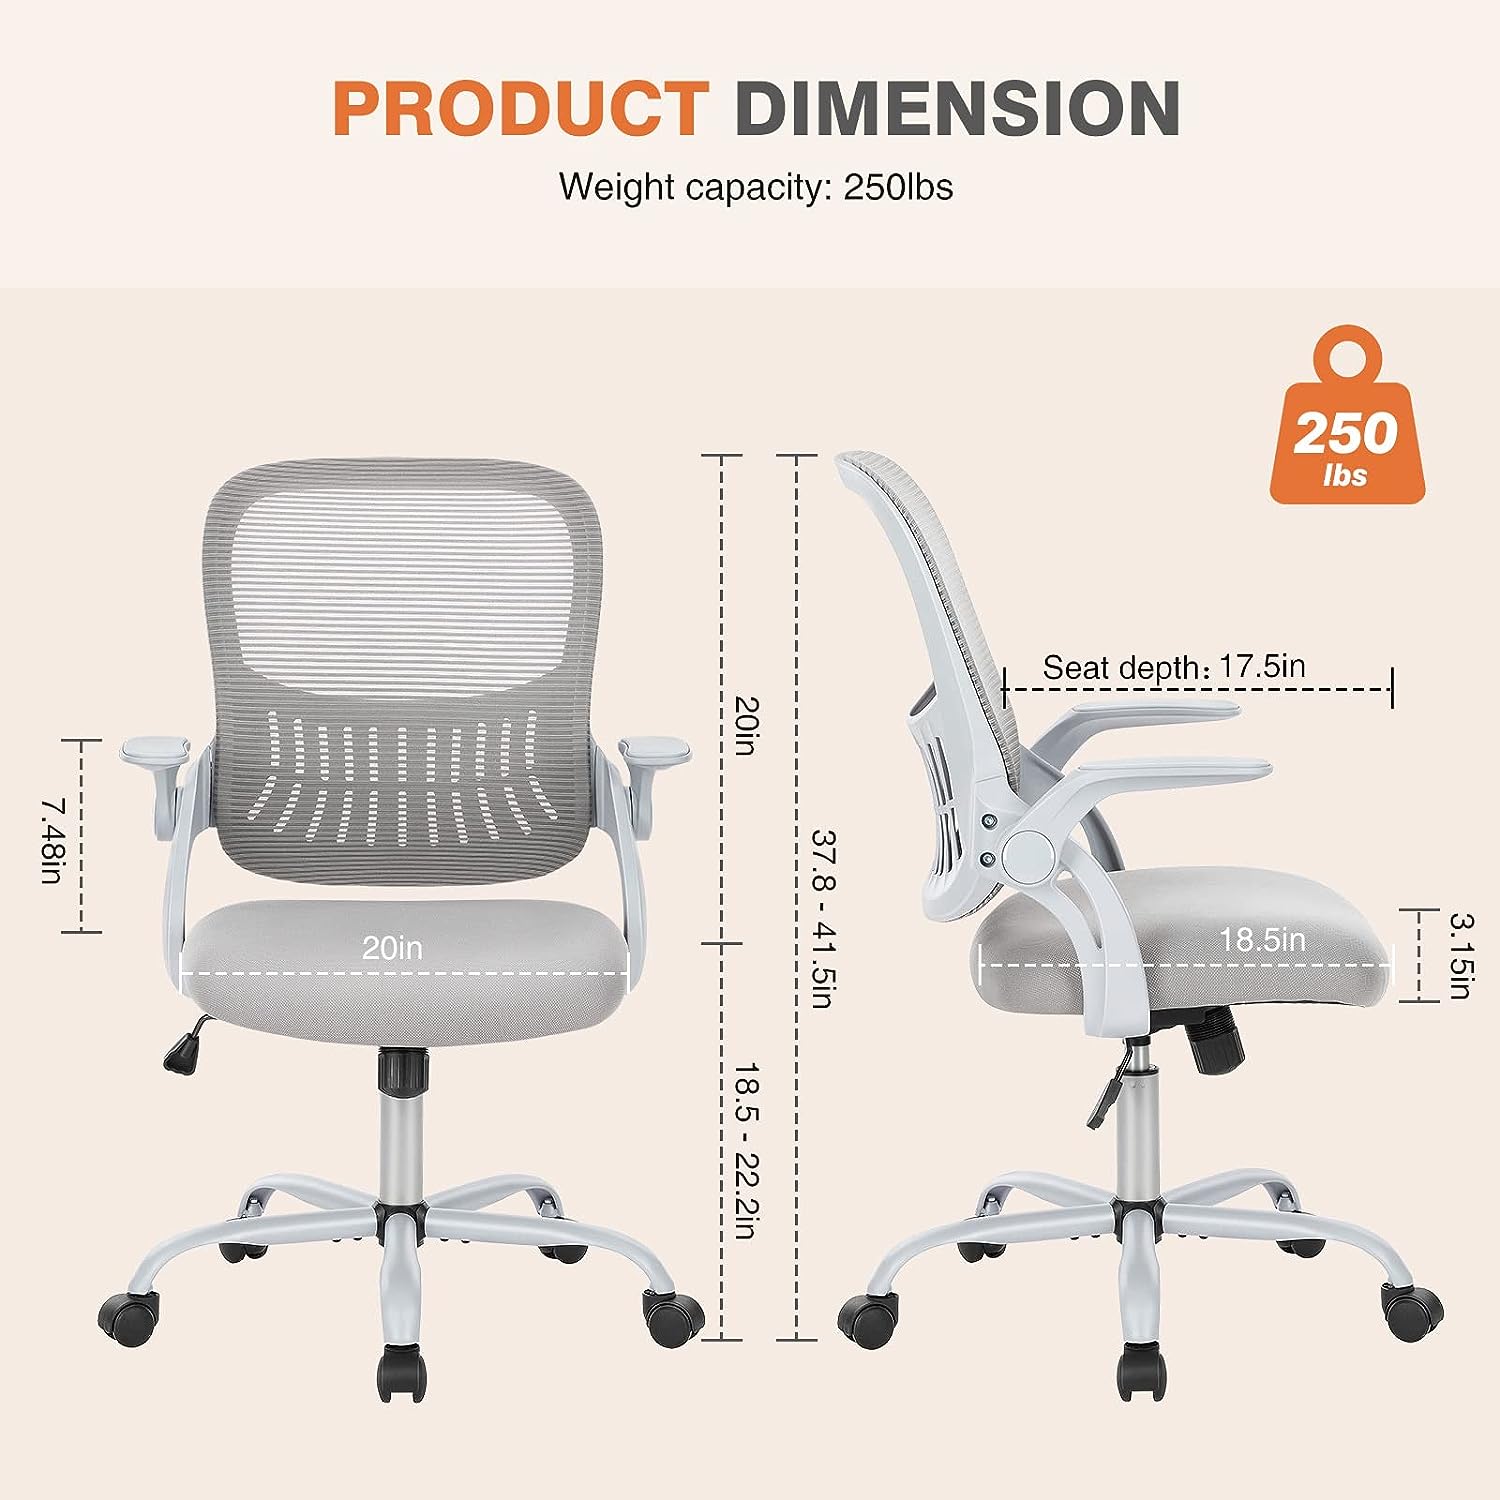 PRODUCT DIMENSION
Weight capacity: 250lbs
250
lbs
Seat depth: 17.5in
20in
7.48in
37.8 - 41.5in
3.15in
20in
18.5in
18.5 - 22.2in